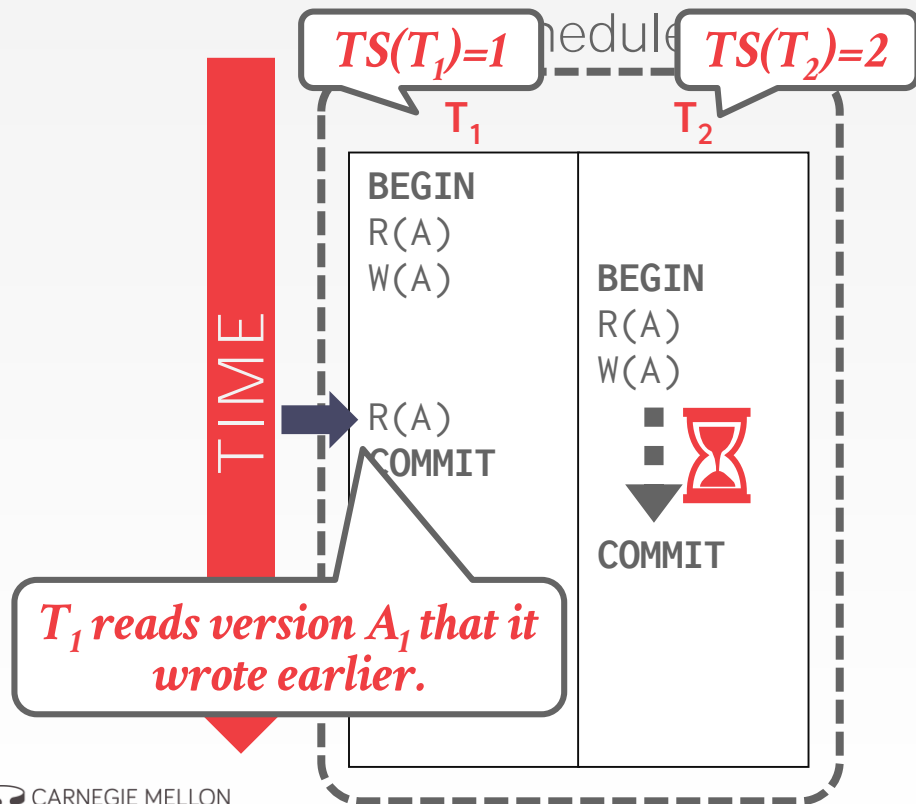 hedule
TS(T₁)=1
TS(T₂)=2
T₁
T₂
BEGIN
R(A)
W(A)
R(A)
COMMIT
BEGIN
R(A)
W(A)
COMMIT
TIME
T₁ reads version A₁ that it
wrote earlier.
CARNEGIE MELLON